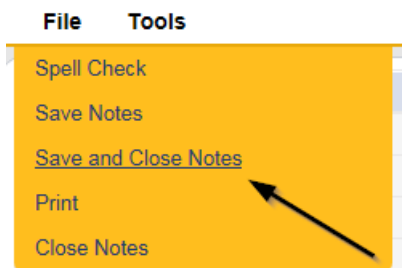 File Tools
Spell Check
Save Notes
Save and Close Notes
Print
Close Notes